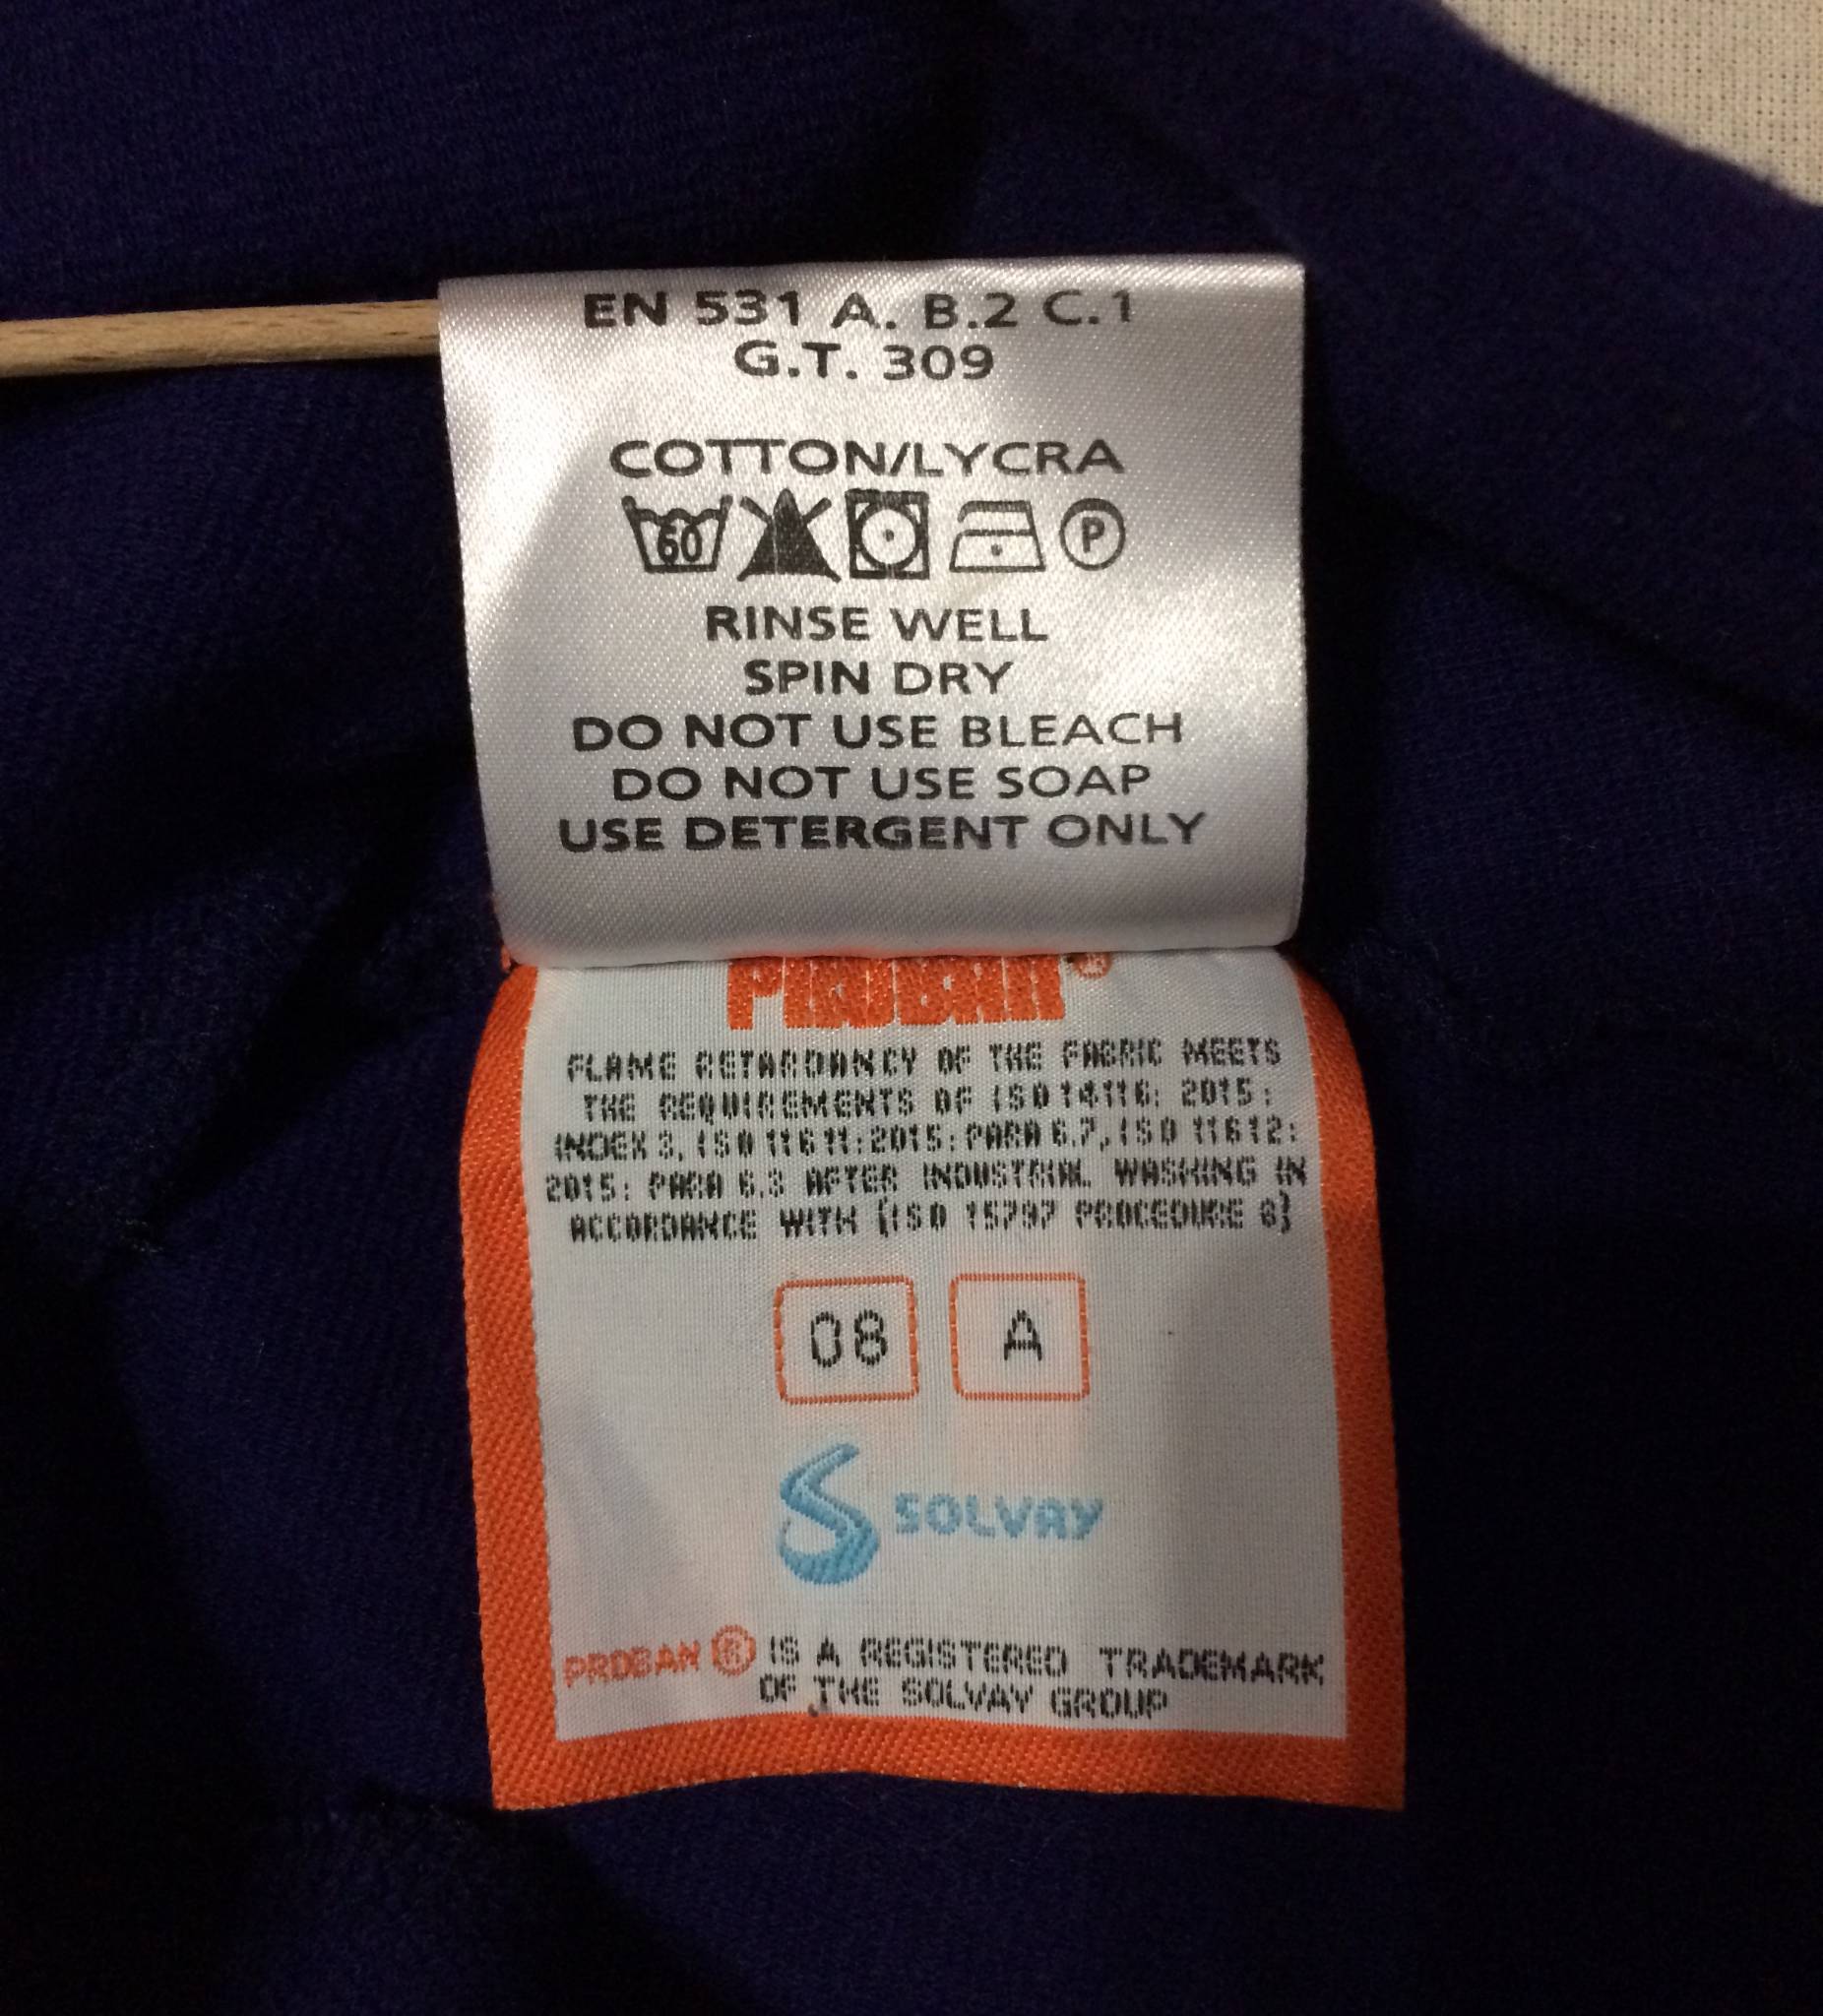 EN 531 A. B.2 C.1
G.T. 309
COTTON/LYCRA
60 P
RINSE WELL
SPIN DRY
DO NOT USE BLEACH
DO NOT USE SOAP
USE DETERGENT ONLY
PROBAN®
FLAME RETARDANCY OF THE FABRIC MEETS
THE REQUIREMENTS OF ISO 14116: 2015:
INDEX 3, ISO 11611:2015: PARA 6.7, ISO 11612:
2015: PARA 6.3 AFTER INDUSTRIAL WASHING IN
ACCORDANCE WITH (ISO 15797 PROCEDURE 8)
08 A
SOLVAY
PROBAN ® IS A REGISTERED TRADEMARK
OF THE SOLVAY GROUP